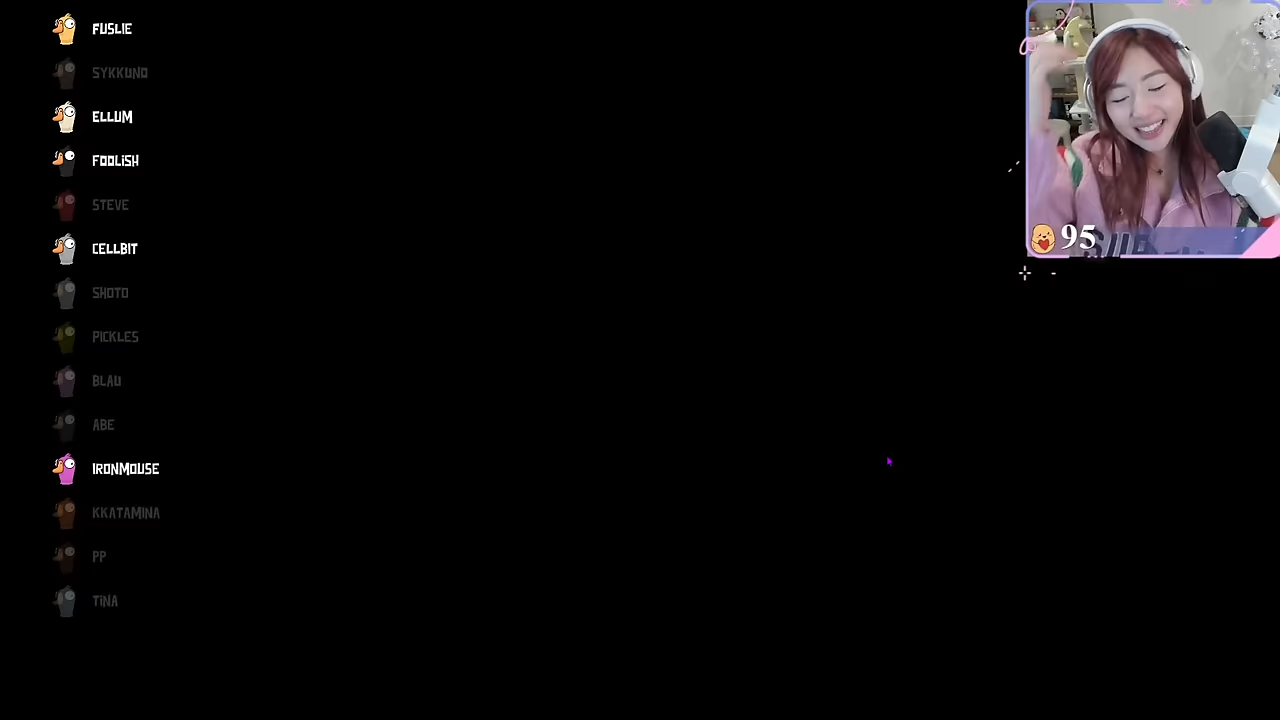 FUSLIE
SYKKUNO
ELLUM
FOOLiSH
STEVE
CELLBIT
SHOTO
PICKLES
BLAU
ABE
IRONMOUSE
KKATAMINA
PP
TiNA
95